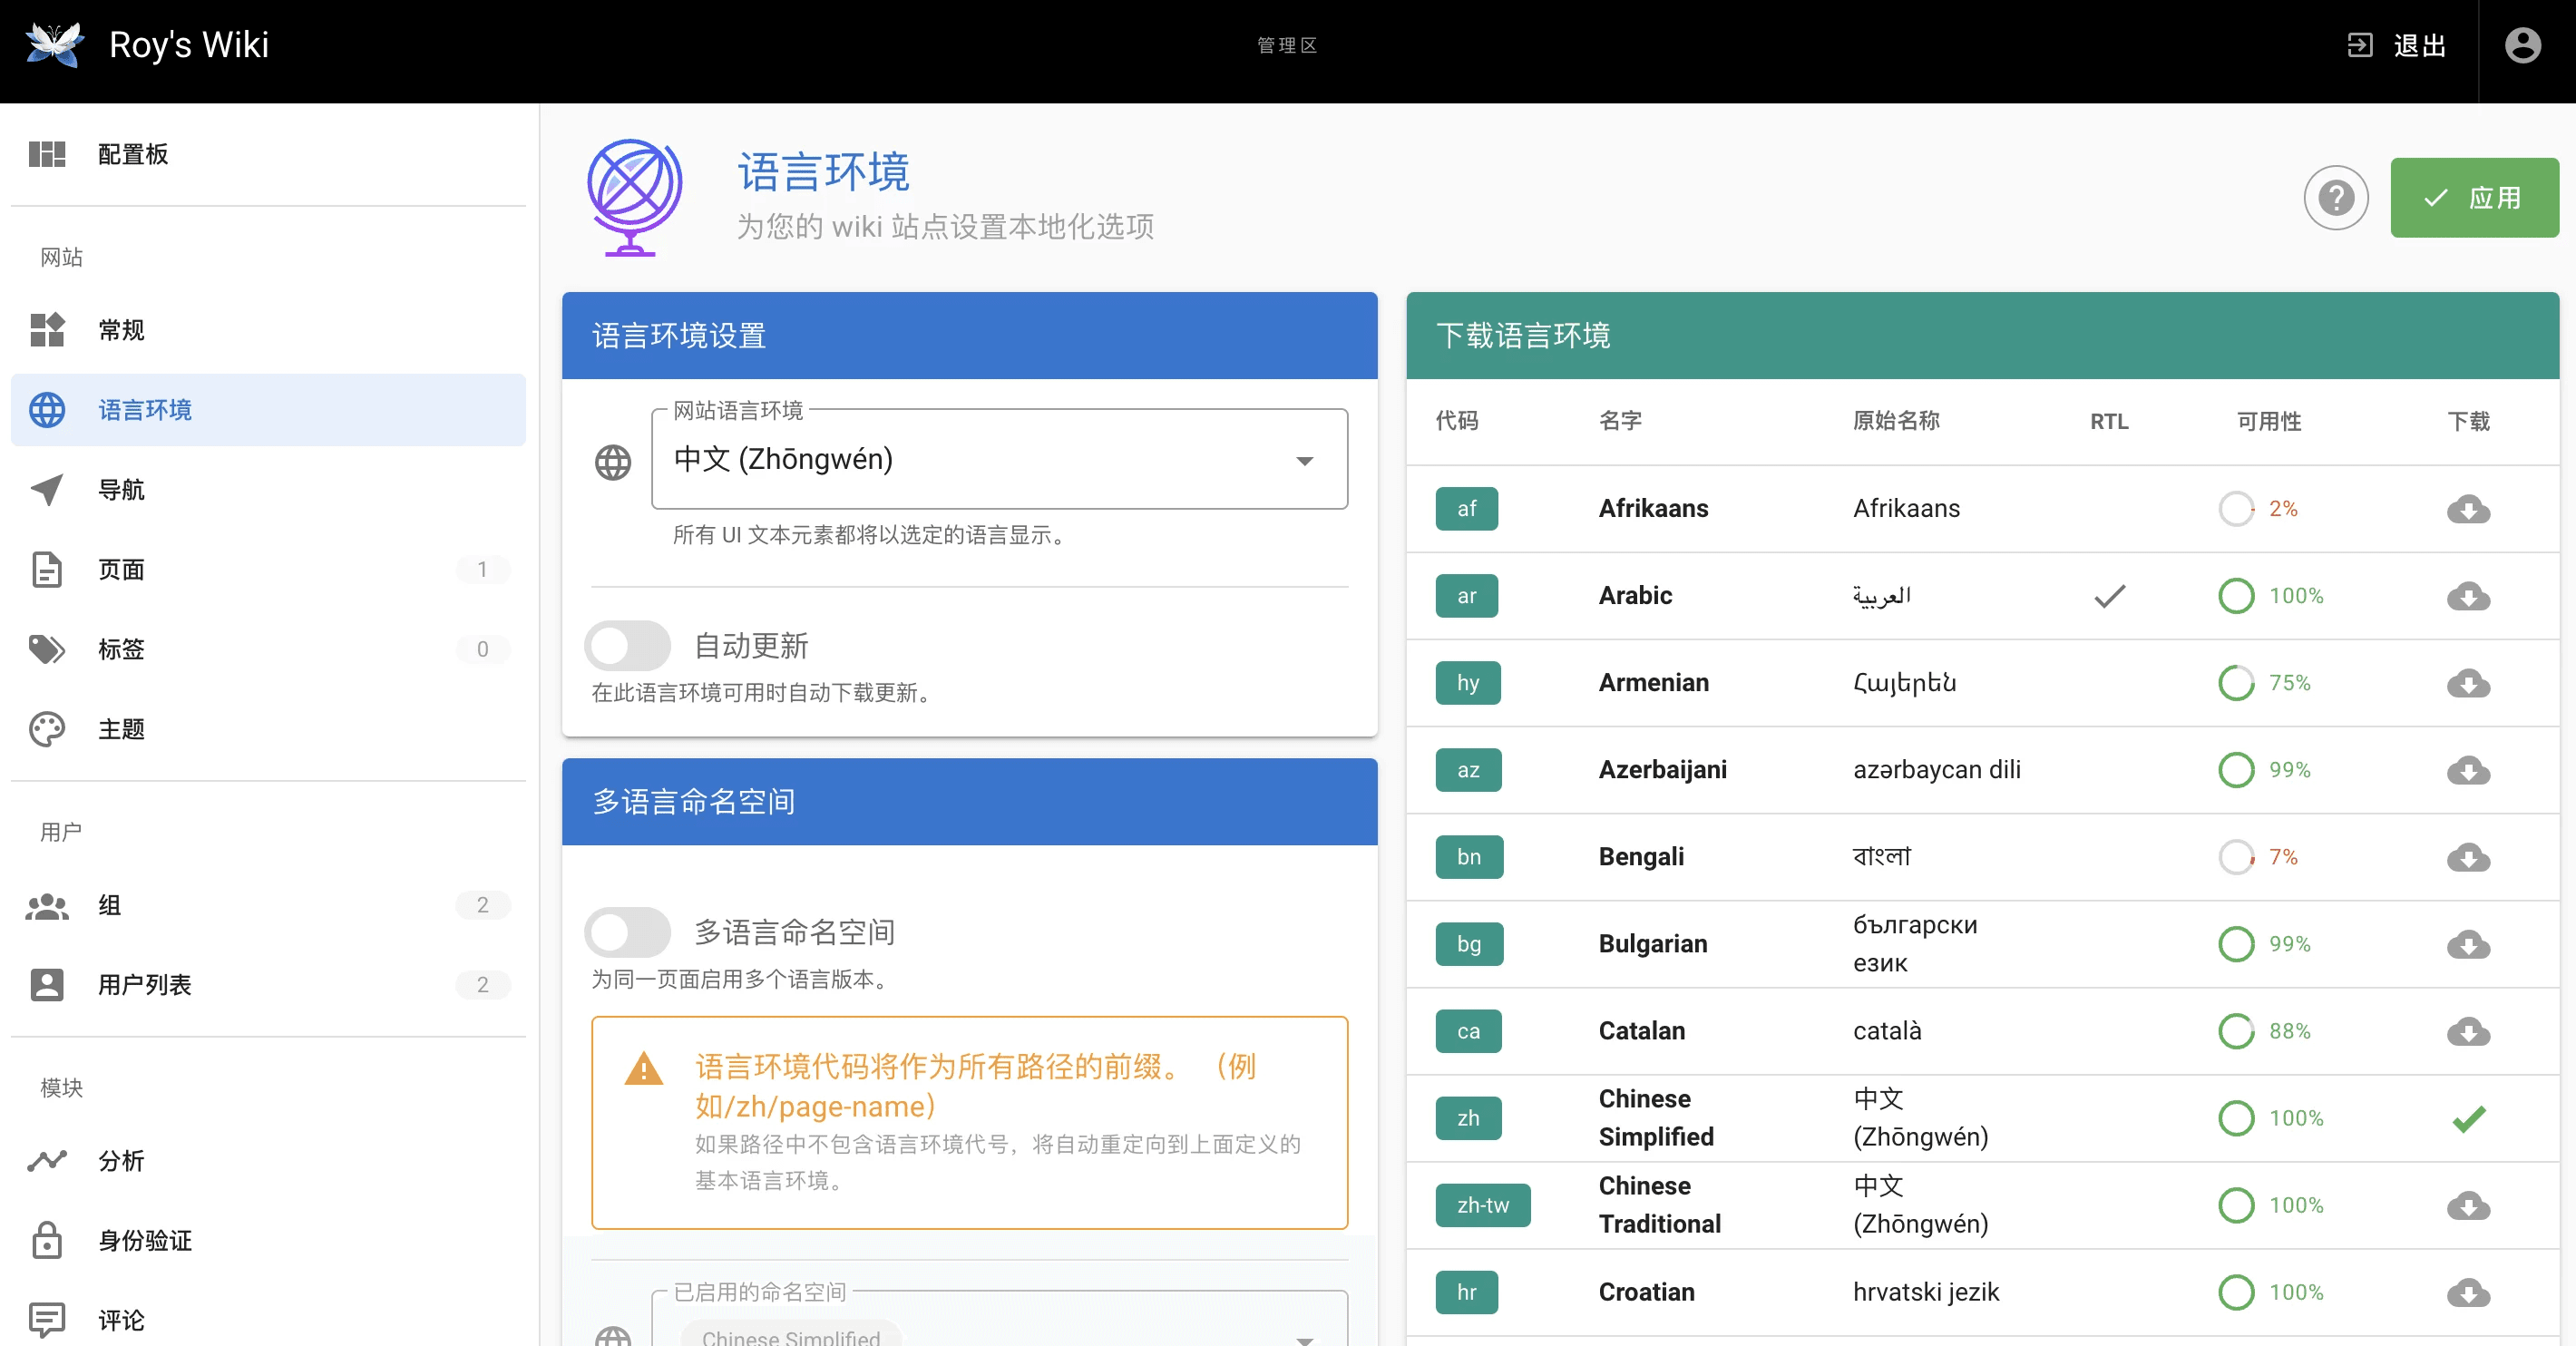 Roy's Wiki
管理区
退出
配置板
网站
常规
语言环境
导航
页面
1
标签
0
主题
用户
组
2
用户列表
2
模块
分析
身份验证
评论
语言环境
为您的 wiki 站点设置本地化选项
?
应用
语言环境设置
网站语言环境
中文 (Zhōngwén)
所有 UI 文本元素都将以选定的语言显示。
自动更新
在此语言环境可用时自动下载更新。
多语言命名空间
多语言命名空间
为同一页面启用多个语言版本。
语言环境代码将作为所有路径的前缀。 （例
如/zh/page-name）
如果路径中不包含语言环境代号，将自动重定向到上面定义的
基本语言环境。
已启用的命名空间
Chinese Simplified
下载语言环境
代码 名字 原始名称 RTL 可用性 下载
af Afrikaans Afrikaans 2%
ar Arabic العربية 100%
hy Armenian Հայերեն 75%
az Azerbaijani azərbaycan dili 99%
bn Bengali বাংলা 7%
bg Bulgarian български
език 99%
ca Catalan català 88%
zh Chinese
Simplified 中文
(Zhōngwén) 100%
zh-tw Chinese
Traditional 中文
(Zhōngwén) 100%
hr Croatian hrvatski jezik 100%